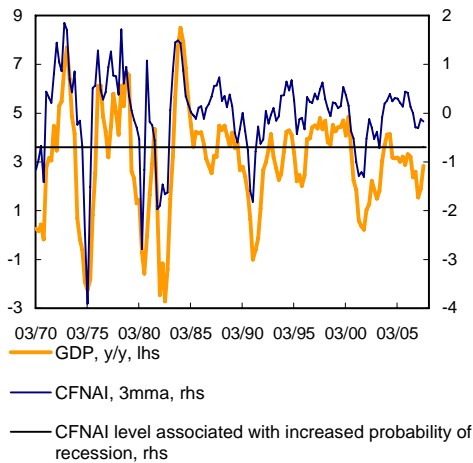 9 2
7 1
5 0
3 -1
1 -2
-1 -3
-3 -4
03/70 03/75 03/80 03/85 03/90 03/95 03/00 03/05
GDP, y/y, lhs
CFNAI, 3mma, rhs
CFNAI level associated with increased probability of
recession, rhs